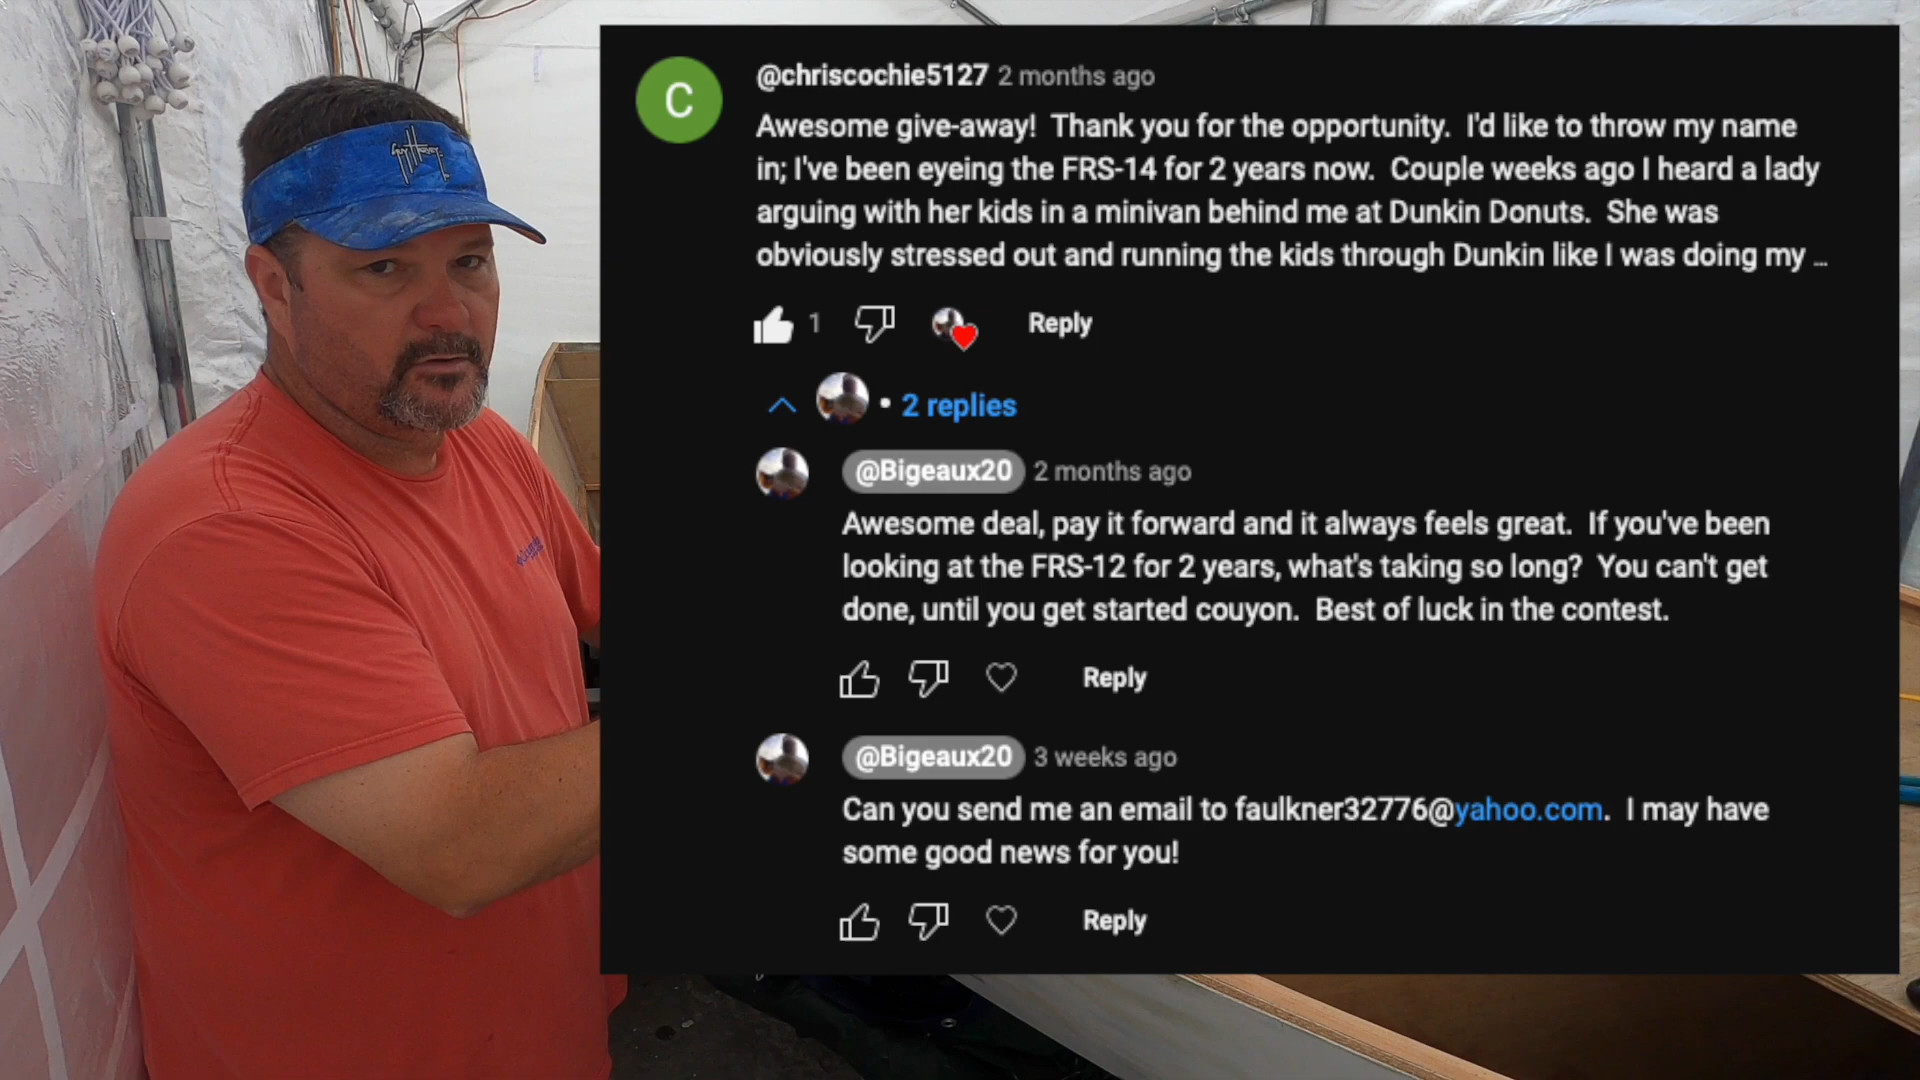 Guy Harvey
C
@chriscochie5127 2 months ago
Awesome give-away! Thank you for the opportunity. I'd like to throw my name
in; I've been eyeing the FRS-14 for 2 years now. Couple weeks ago I heard a lady
arguing with her kids in a minivan behind me at Dunkin Donuts. She was
obviously stressed out and running the kids through Dunkin like I was doing my ...
1 Reply
• 2 replies
@Bigeaux20 2 months ago
Awesome deal, pay it forward and it always feels great. If you've been
looking at the FRS-12 for 2 years, what's taking so long? You can't get
done, until you get started couyon. Best of luck in the contest.
Reply
@Bigeaux20 3 weeks ago
Can you send me an email to faulkner32776@yahoo.com. I may have
some good news for you!
Reply